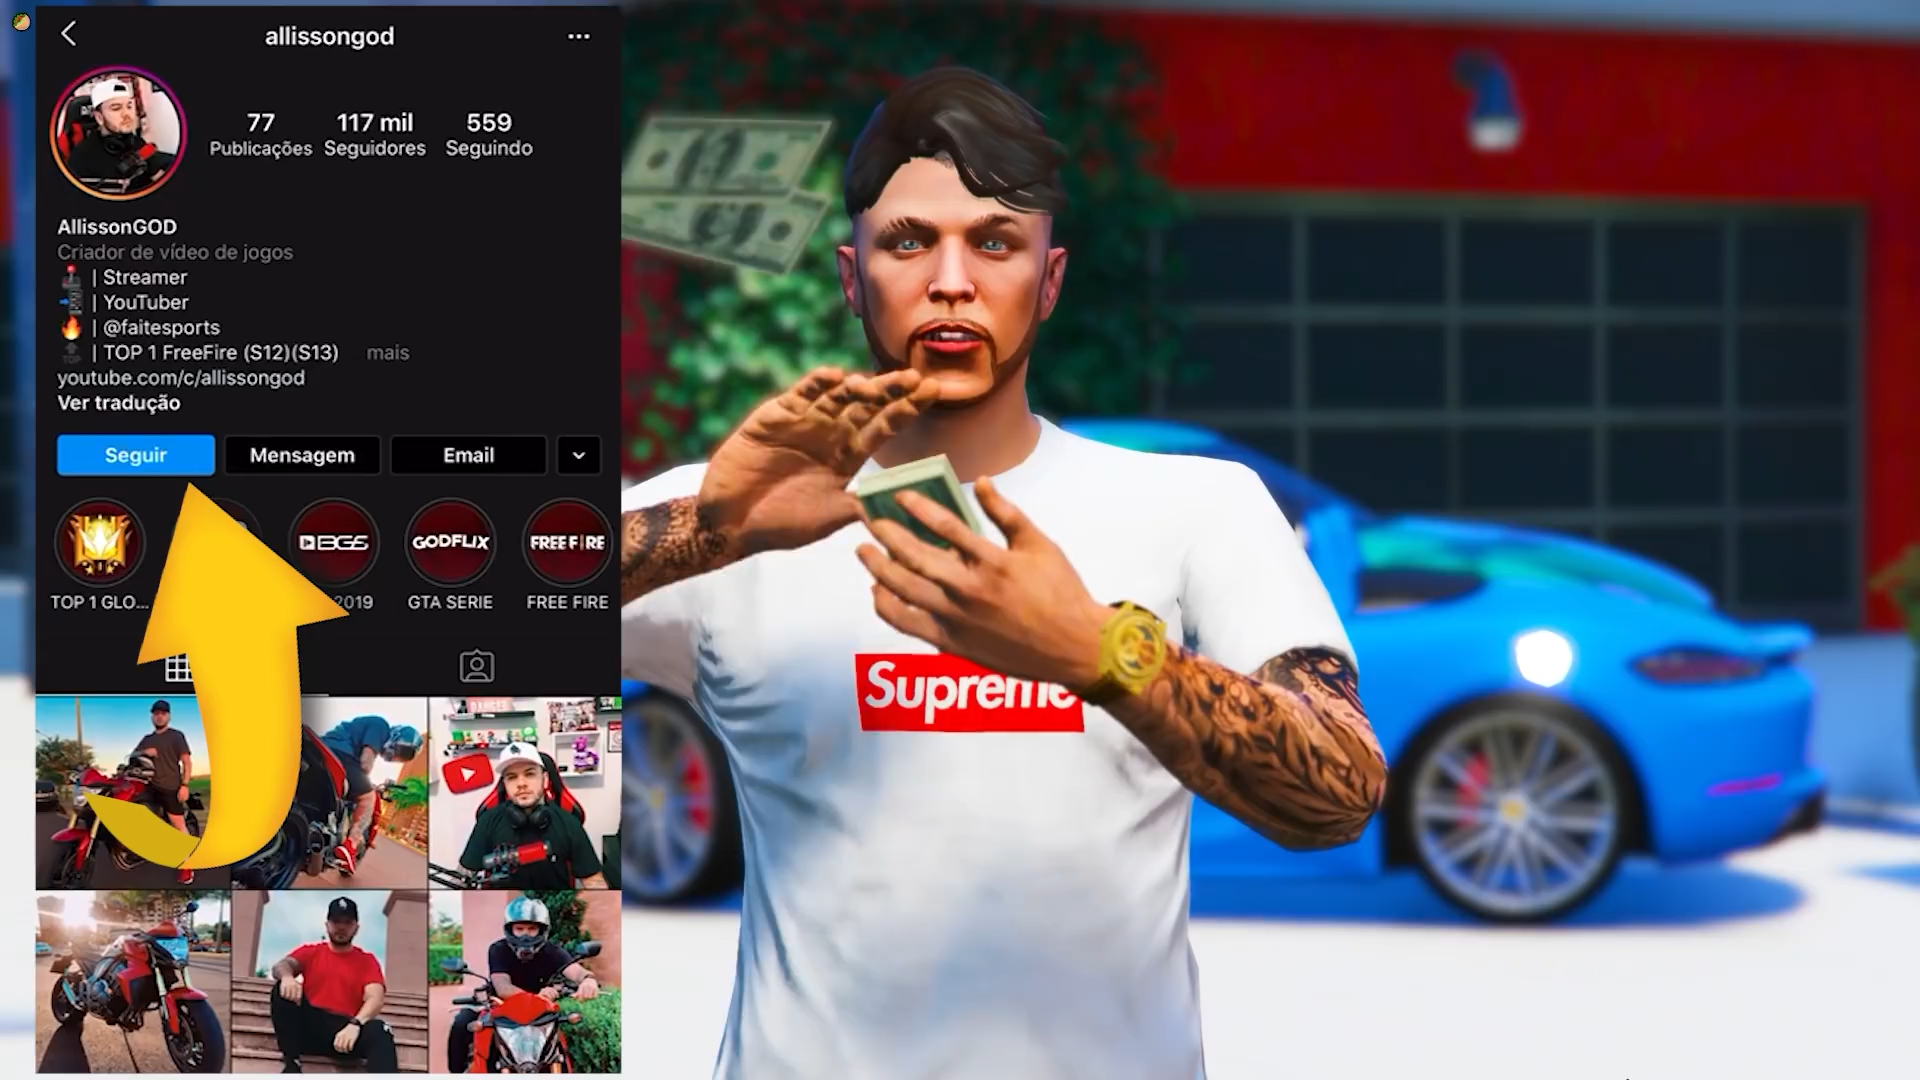 allissongod
77 117 mil 559
Publicações Seguidores Seguindo
AllissonGOD
Criador de vídeo de jogos
| Streamer
| YouTuber
| @faitesports
| TOP 1 FreeFire (S12)(S13) mais
youtube.com/c/allissongod
Ver tradução
Seguir Mensagem Email
BGS GODFLIX FREE FIRE
TOP 1 GLO... 2019 GTA SERIE FREE FIRE
Supreme